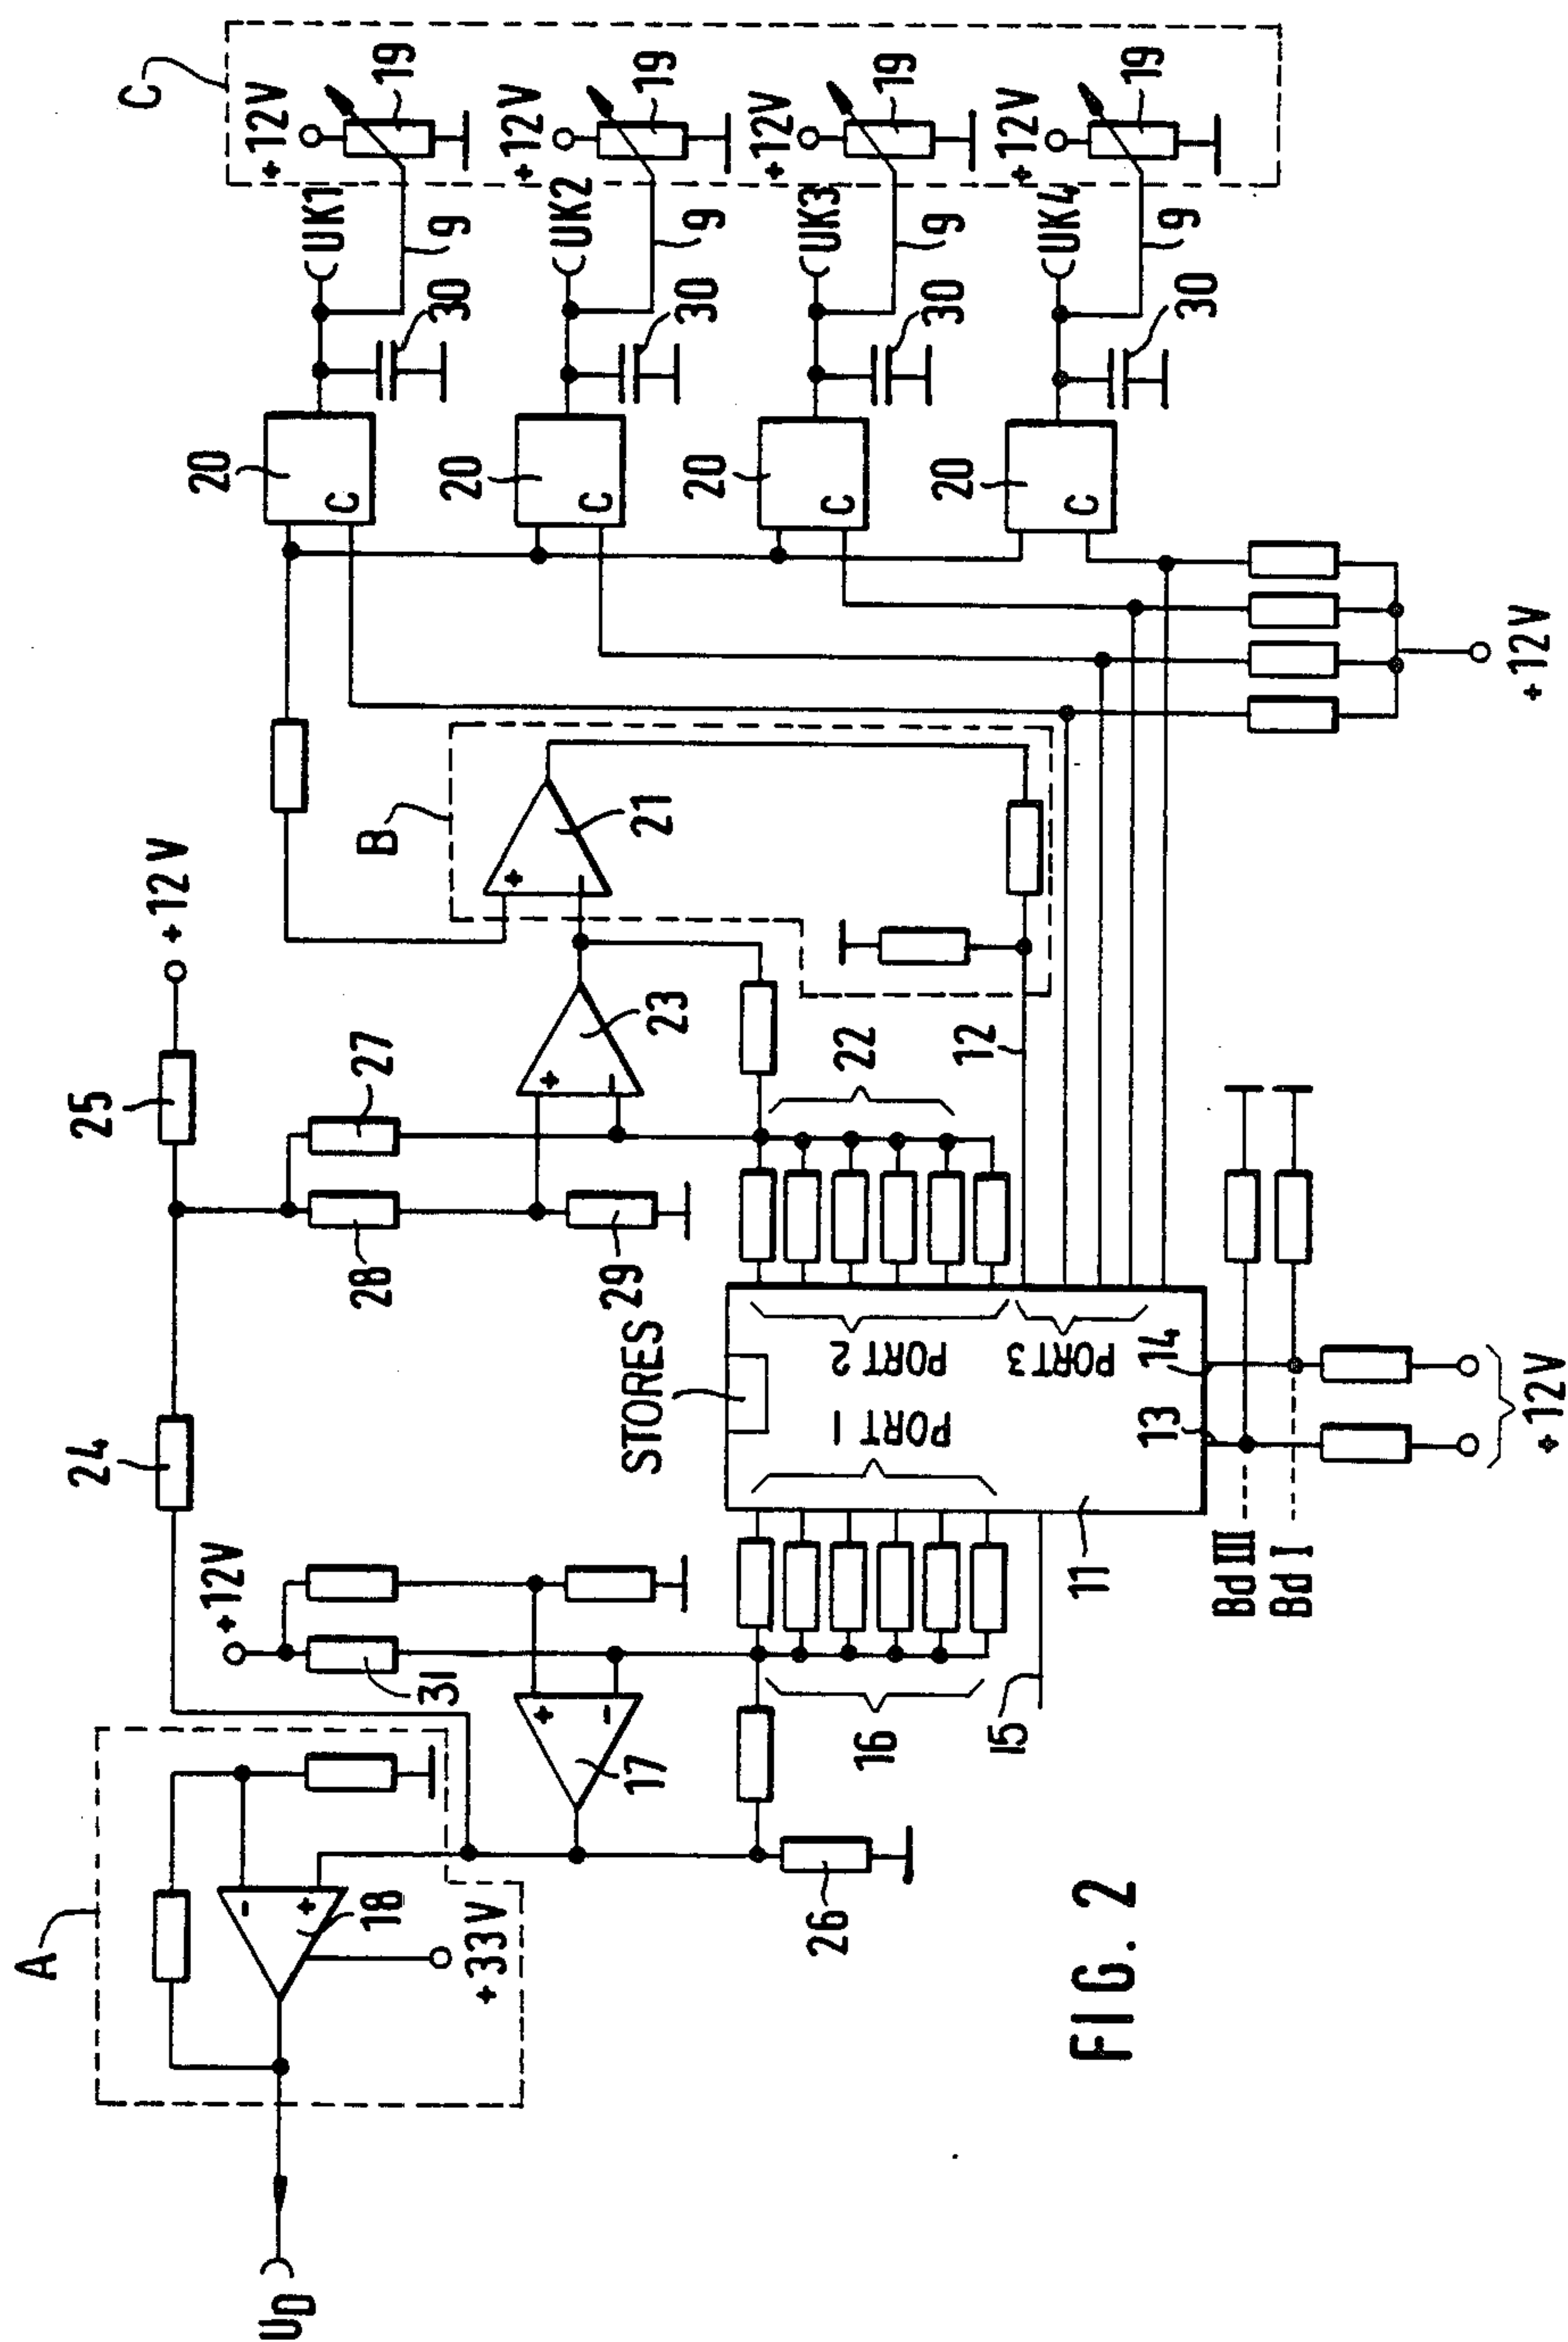 C
+12V
19
+12V
19
+12V
19
+12V
19
UK1
9
UK2
9
UK3
9
UK4
9
30
30
30
30
20
C
20
C
20
C
20
C
+12V
B
21
+12V
25
27
23
22
12
28
29
STORES
PORT 2
PORT 3
14
PORT 1
13
+12V
24
11
Bd III
Bd I
+12V
31
17
16
15
A
18
+33V
26
UD
FIG. 2